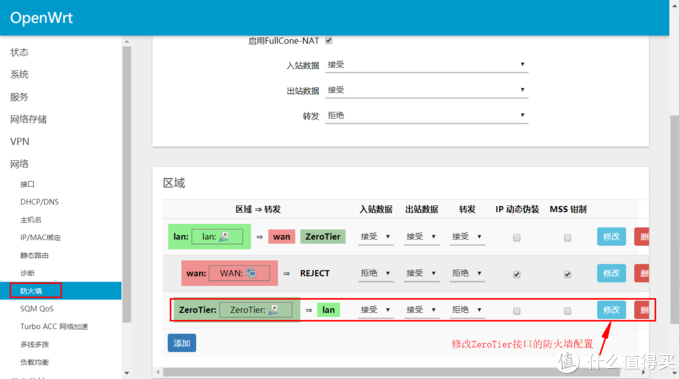 OpenWrt
状态
系统
服务
网络存储
VPN
网络
接口
DHCP/DNS
主机名
IP/MAC绑定
静态路由
诊断
防火墙
SQM QoS
Turbo ACC 网络加速
多线多拨
负载均衡
启用FullCone-NAT
入站数据 接受
出站数据 接受
转发 拒绝
区域
区域 ⇒ 转发 入站数据 出站数据 转发 IP 动态伪装 MSS 钳制
lan: lan: ⇒ wan ZeroTier 接受 接受 接受 修改
wan: WAN: ⇒ REJECT 拒绝 接受 拒绝 修改
ZeroTier: ZeroTier: ⇒ lan 接受 接受 拒绝 修改
添加
修改ZeroTier接口的防火墙配置
值 什么值得买